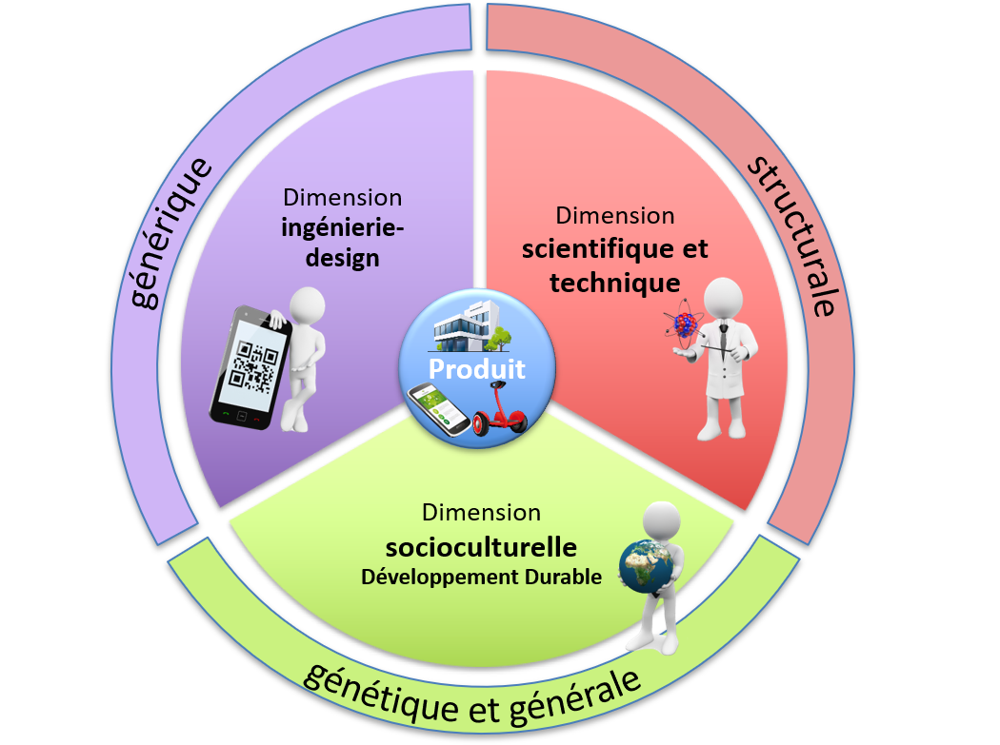 générique
Dimension
ingénierie-
design
structurale
Dimension
scientifique et
technique
Produit
Dimension
socioculturelle
Développement Durable
génétique et générale